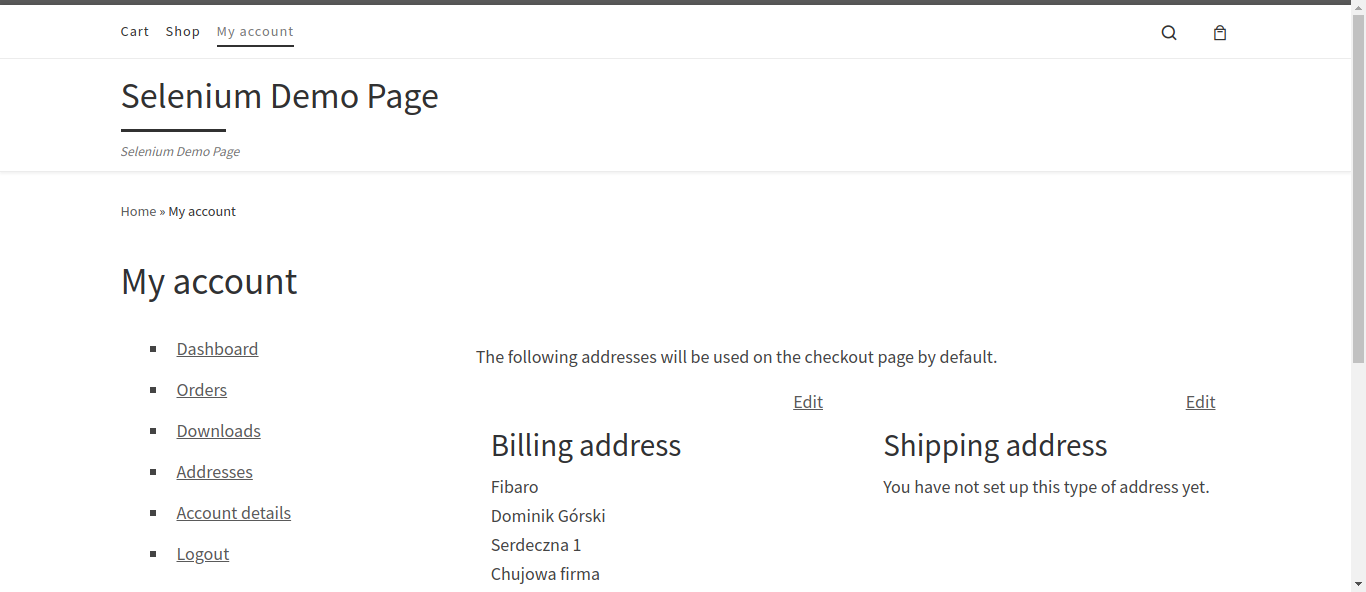 Cart Shop My account
Selenium Demo Page
Selenium Demo Page
Home » My account
My account
Dashboard
Orders
Downloads
Addresses
Account details
Logout
The following addresses will be used on the checkout page by default.
Edit
Billing address
Fibaro
Dominik Górski
Serdeczna 1
Chujowa firma
Edit
Shipping address
You have not set up this type of address yet.